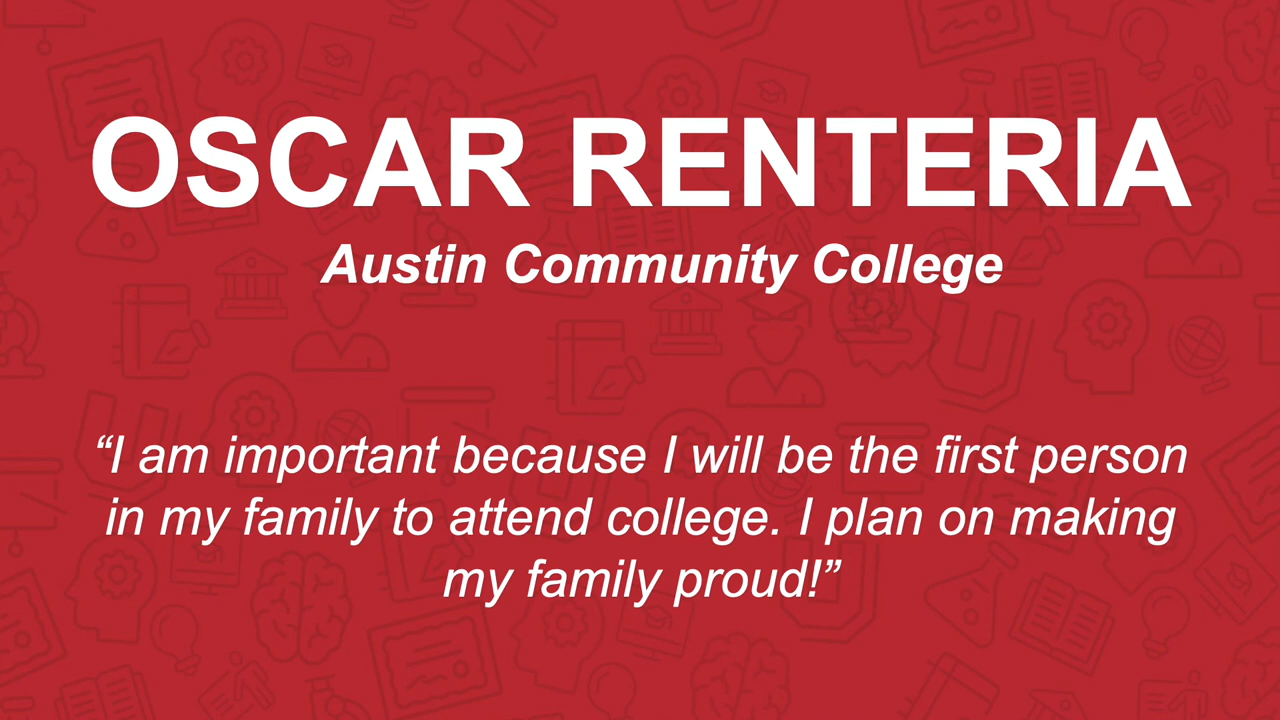 OSCAR RENTERIA
Austin Community College
“I am important because I will be the first person
in my family to attend college. I plan on making
my family proud!”